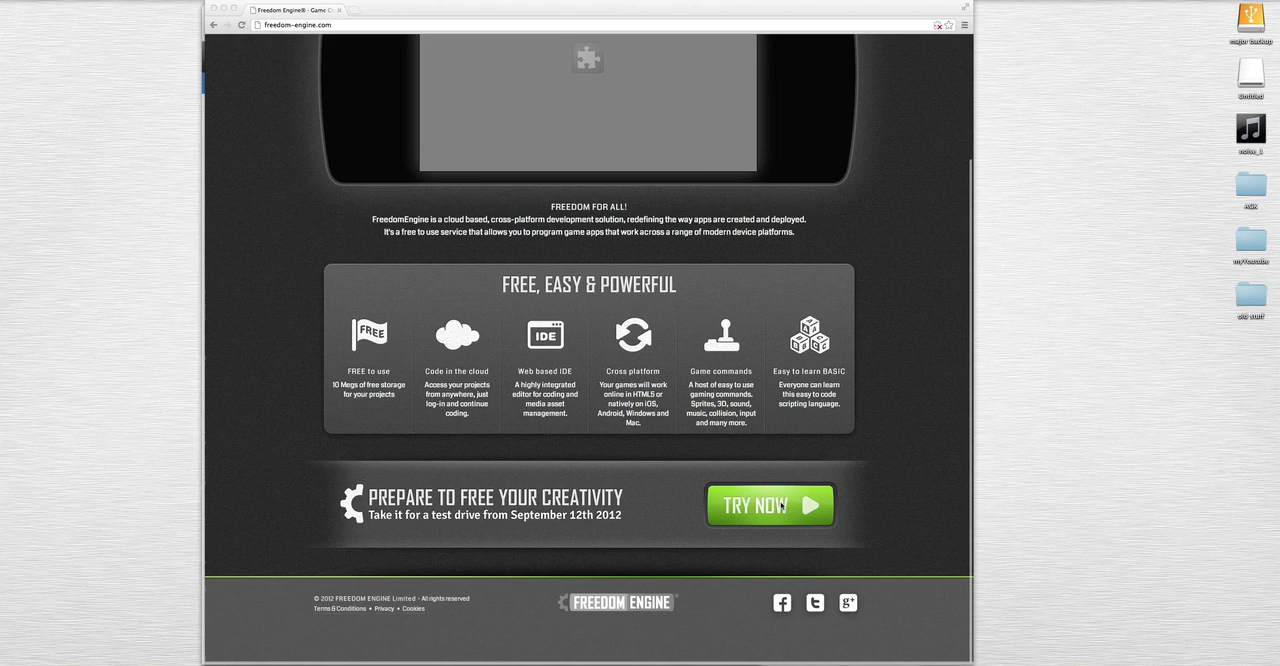 Freedom Engine® - Game C
freedom-engine.com
major backup
Untitled
noise_1
AGK
myYoutube
old stuff
FREEDOM FOR ALL!
FreedomEngine is a cloud based, cross-platform development solution, redefining the way apps are created and deployed.
It's a free to use service that allows you to program game apps that work across a range of modern device platforms.
FREE, EASY & POWERFUL
FREE
IDE
FREE to use
10 Megs of free storage
for your projects
Code in the cloud
Access your projects
from anywhere, just
log-in and continue
coding.
Web based IDE
A highly integrated
editor for coding and
media asset
management.
Cross platform
Your games will work
online in HTML5 or
natively on iOS,
Android, Windows and
Mac.
Game commands
A host of easy to use
gaming commands.
Sprites, 3D, sound,
music, collision, input
and many more.
Easy to learn BASIC
Everyone can learn
this easy to code
scripting language.
PREPARE TO FREE YOUR CREATIVITY
Take it for a test drive from September 12th 2012
TRY NOW
© 2012 FREEDOM ENGINE Limited - All rights reserved
Terms & Conditions • Privacy • Cookies
FREEDOM ENGINE®